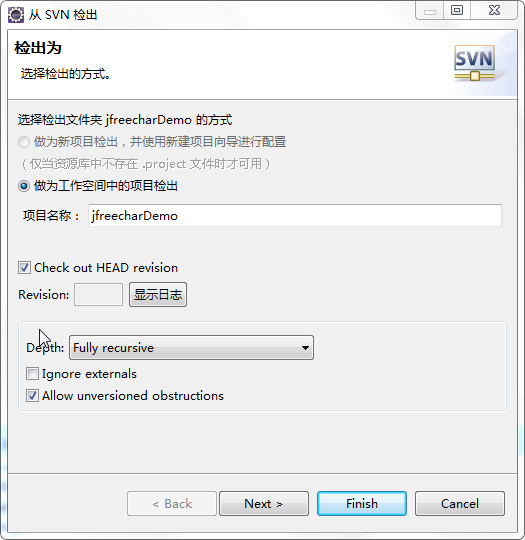 从 SVN 检出
检出为
选择检出的方式。
SVN
选择检出文件夹 jfreecharDemo 的方式
做为新项目检出，并使用新建项目向导进行配置
（仅当资源库中不存在 .project 文件时才可用）
做为工作空间中的项目检出
项目名称： jfreecharDemo
Check out HEAD revision
Revision: 显示日志
Depth: Fully recursive
Ignore externals
Allow unversioned obstructions
< Back Next > Finish Cancel